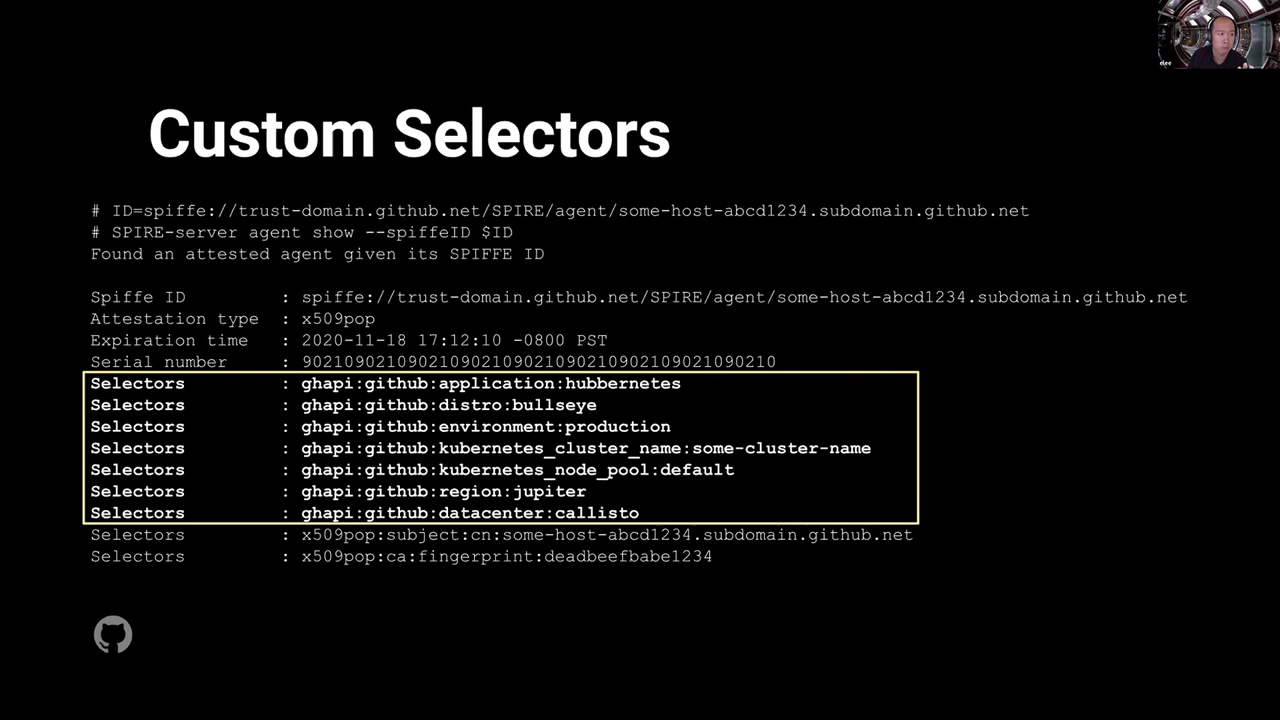 elee
Custom Selectors
# ID=spiffe://trust-domain.github.net/SPIRE/agent/some-host-abcd1234.subdomain.github.net
# SPIRE-server agent show --spiffeID $ID
Found an attested agent given its SPIFFE ID
Spiffe ID : spiffe://trust-domain.github.net/SPIRE/agent/some-host-abcd1234.subdomain.github.net
Attestation type : x509pop
Expiration time : 2020-11-18 17:12:10 -0800 PST
Serial number : 902109021090210902109021090210902109021090210
Selectors : ghapi:github:application:hubbernetes
Selectors : ghapi:github:distro:bullseye
Selectors : ghapi:github:environment:production
Selectors : ghapi:github:kubernetes_cluster_name:some-cluster-name
Selectors : ghapi:github:kubernetes_node_pool:default
Selectors : ghapi:github:region:jupiter
Selectors : ghapi:github:datacenter:callisto
Selectors : x509pop:subject:cn:some-host-abcd1234.subdomain.github.net
Selectors : x509pop:ca:fingerprint:deadbeefbabe1234